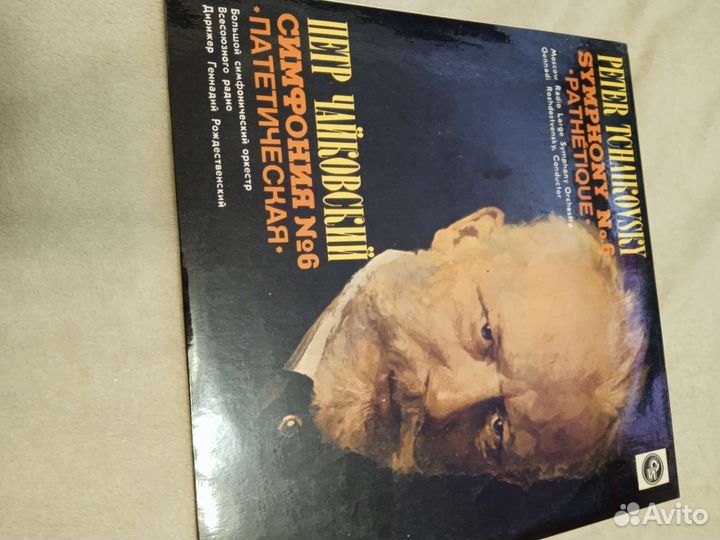 PETER TCHAIKOVSKY
SYMPHONY No.6
·PATHÉTIQUE·
Moscow Radio Large Symphony Orchestra
Gennadi Rozhdestvensky, Conductor
ПЕТР ЧАЙКОВСКИЙ
СИМФОНИЯ №6
·ПАТЕТИЧЕСКАЯ·
Большой симфонический оркестр
Всесоюзного радио
Дирижер Геннадий Рождественский
Avito